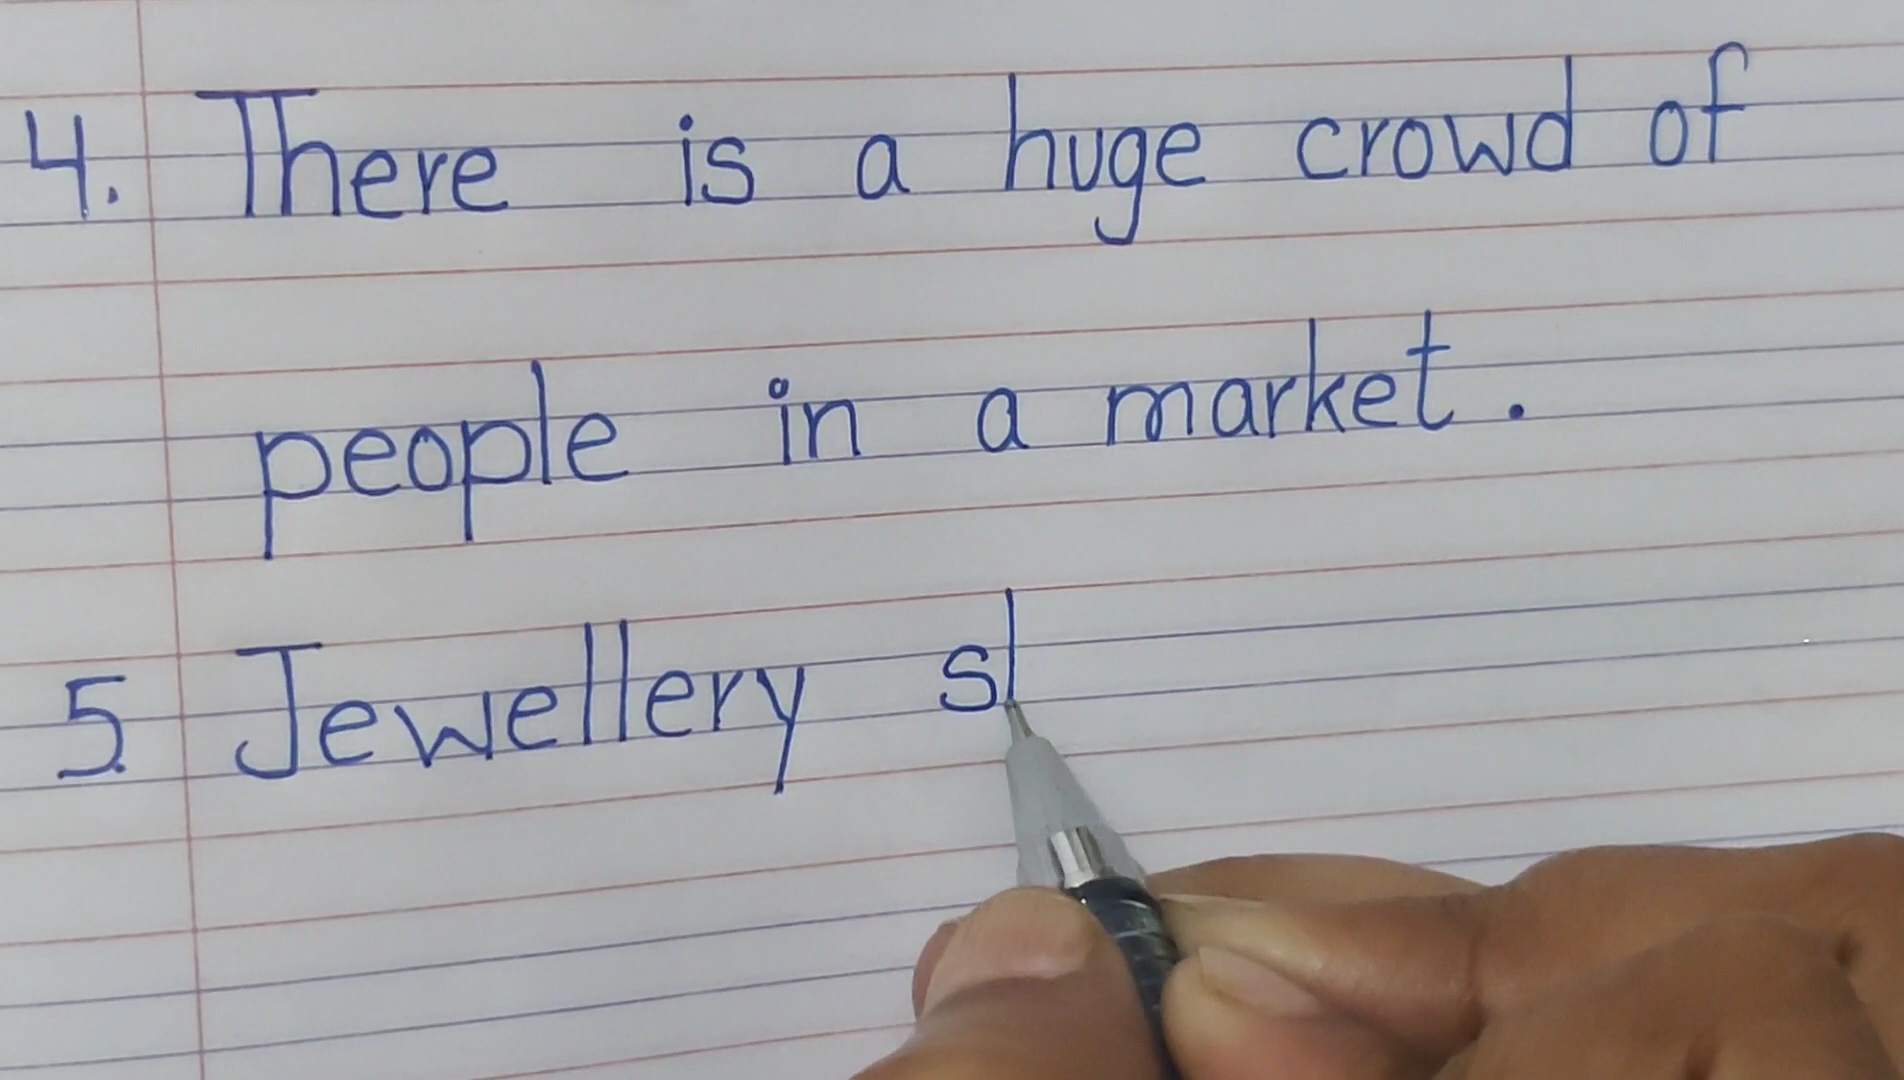 4. There is a huge crowd of
people in a market.
5. Jewellery